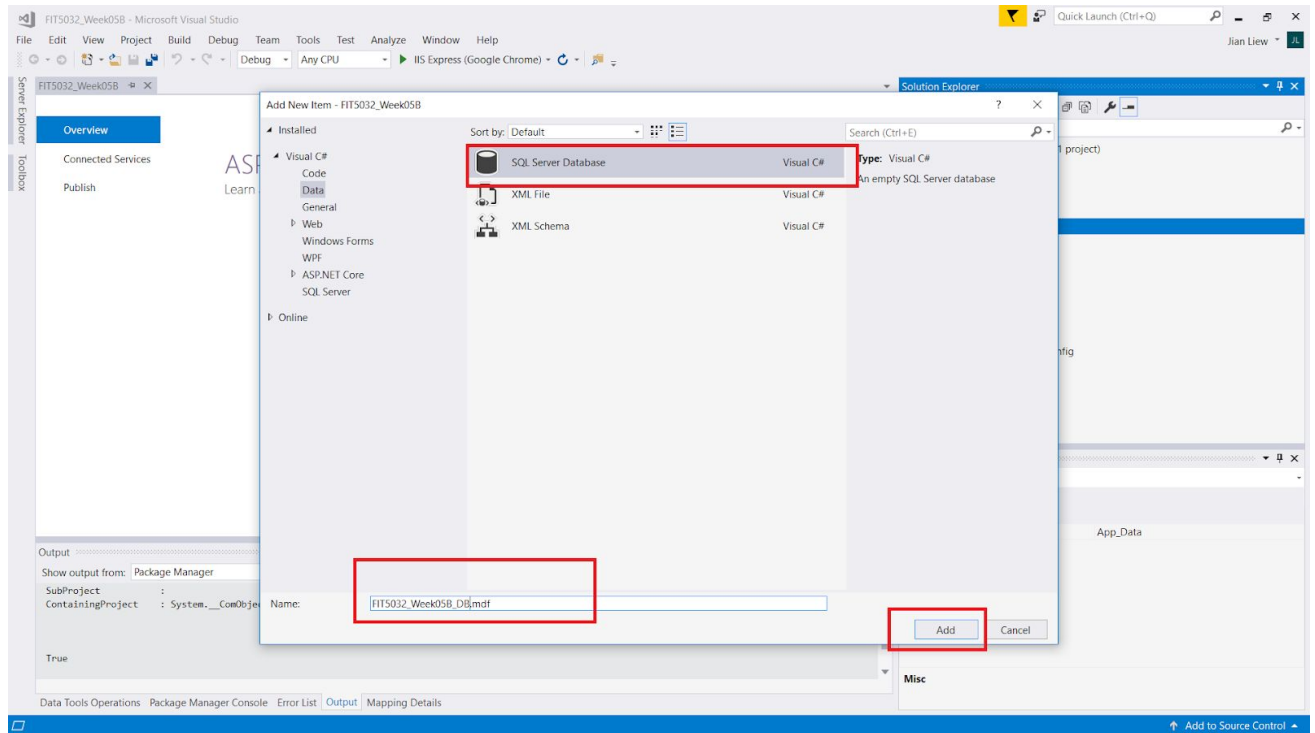 FIT5032_Week05B - Microsoft Visual Studio
Quick Launch (Ctrl+Q)
File Edit View Project Build Debug Team Tools Test Analyze Window Help
Jian Liew
JL
Debug Any CPU IIS Express (Google Chrome)
Server Explorer
Toolbox
FIT5032_Week05B
Overview
Connected Services
Publish
ASP
Learn
Add New Item - FIT5032_Week05B
? ×
Installed
Visual C#
Code
Data
General
Web
Windows Forms
WPF
ASP.NET Core
SQL Server
Online
Sort by: Default
SQL Server Database Visual C#
XML File Visual C#
XML Schema Visual C#
Search (Ctrl+E)
Type: Visual C#
An empty SQL Server database
Name: FIT5032_Week05B_DB.mdf
Add Cancel
Solution Explorer
project)
nfig
App_Data
Misc
Output
Show output from: Package Manager
SubProject :
ContainingProject : System.__ComObje
True
Data Tools Operations Package Manager Console Error List Output Mapping Details
Add to Source Control